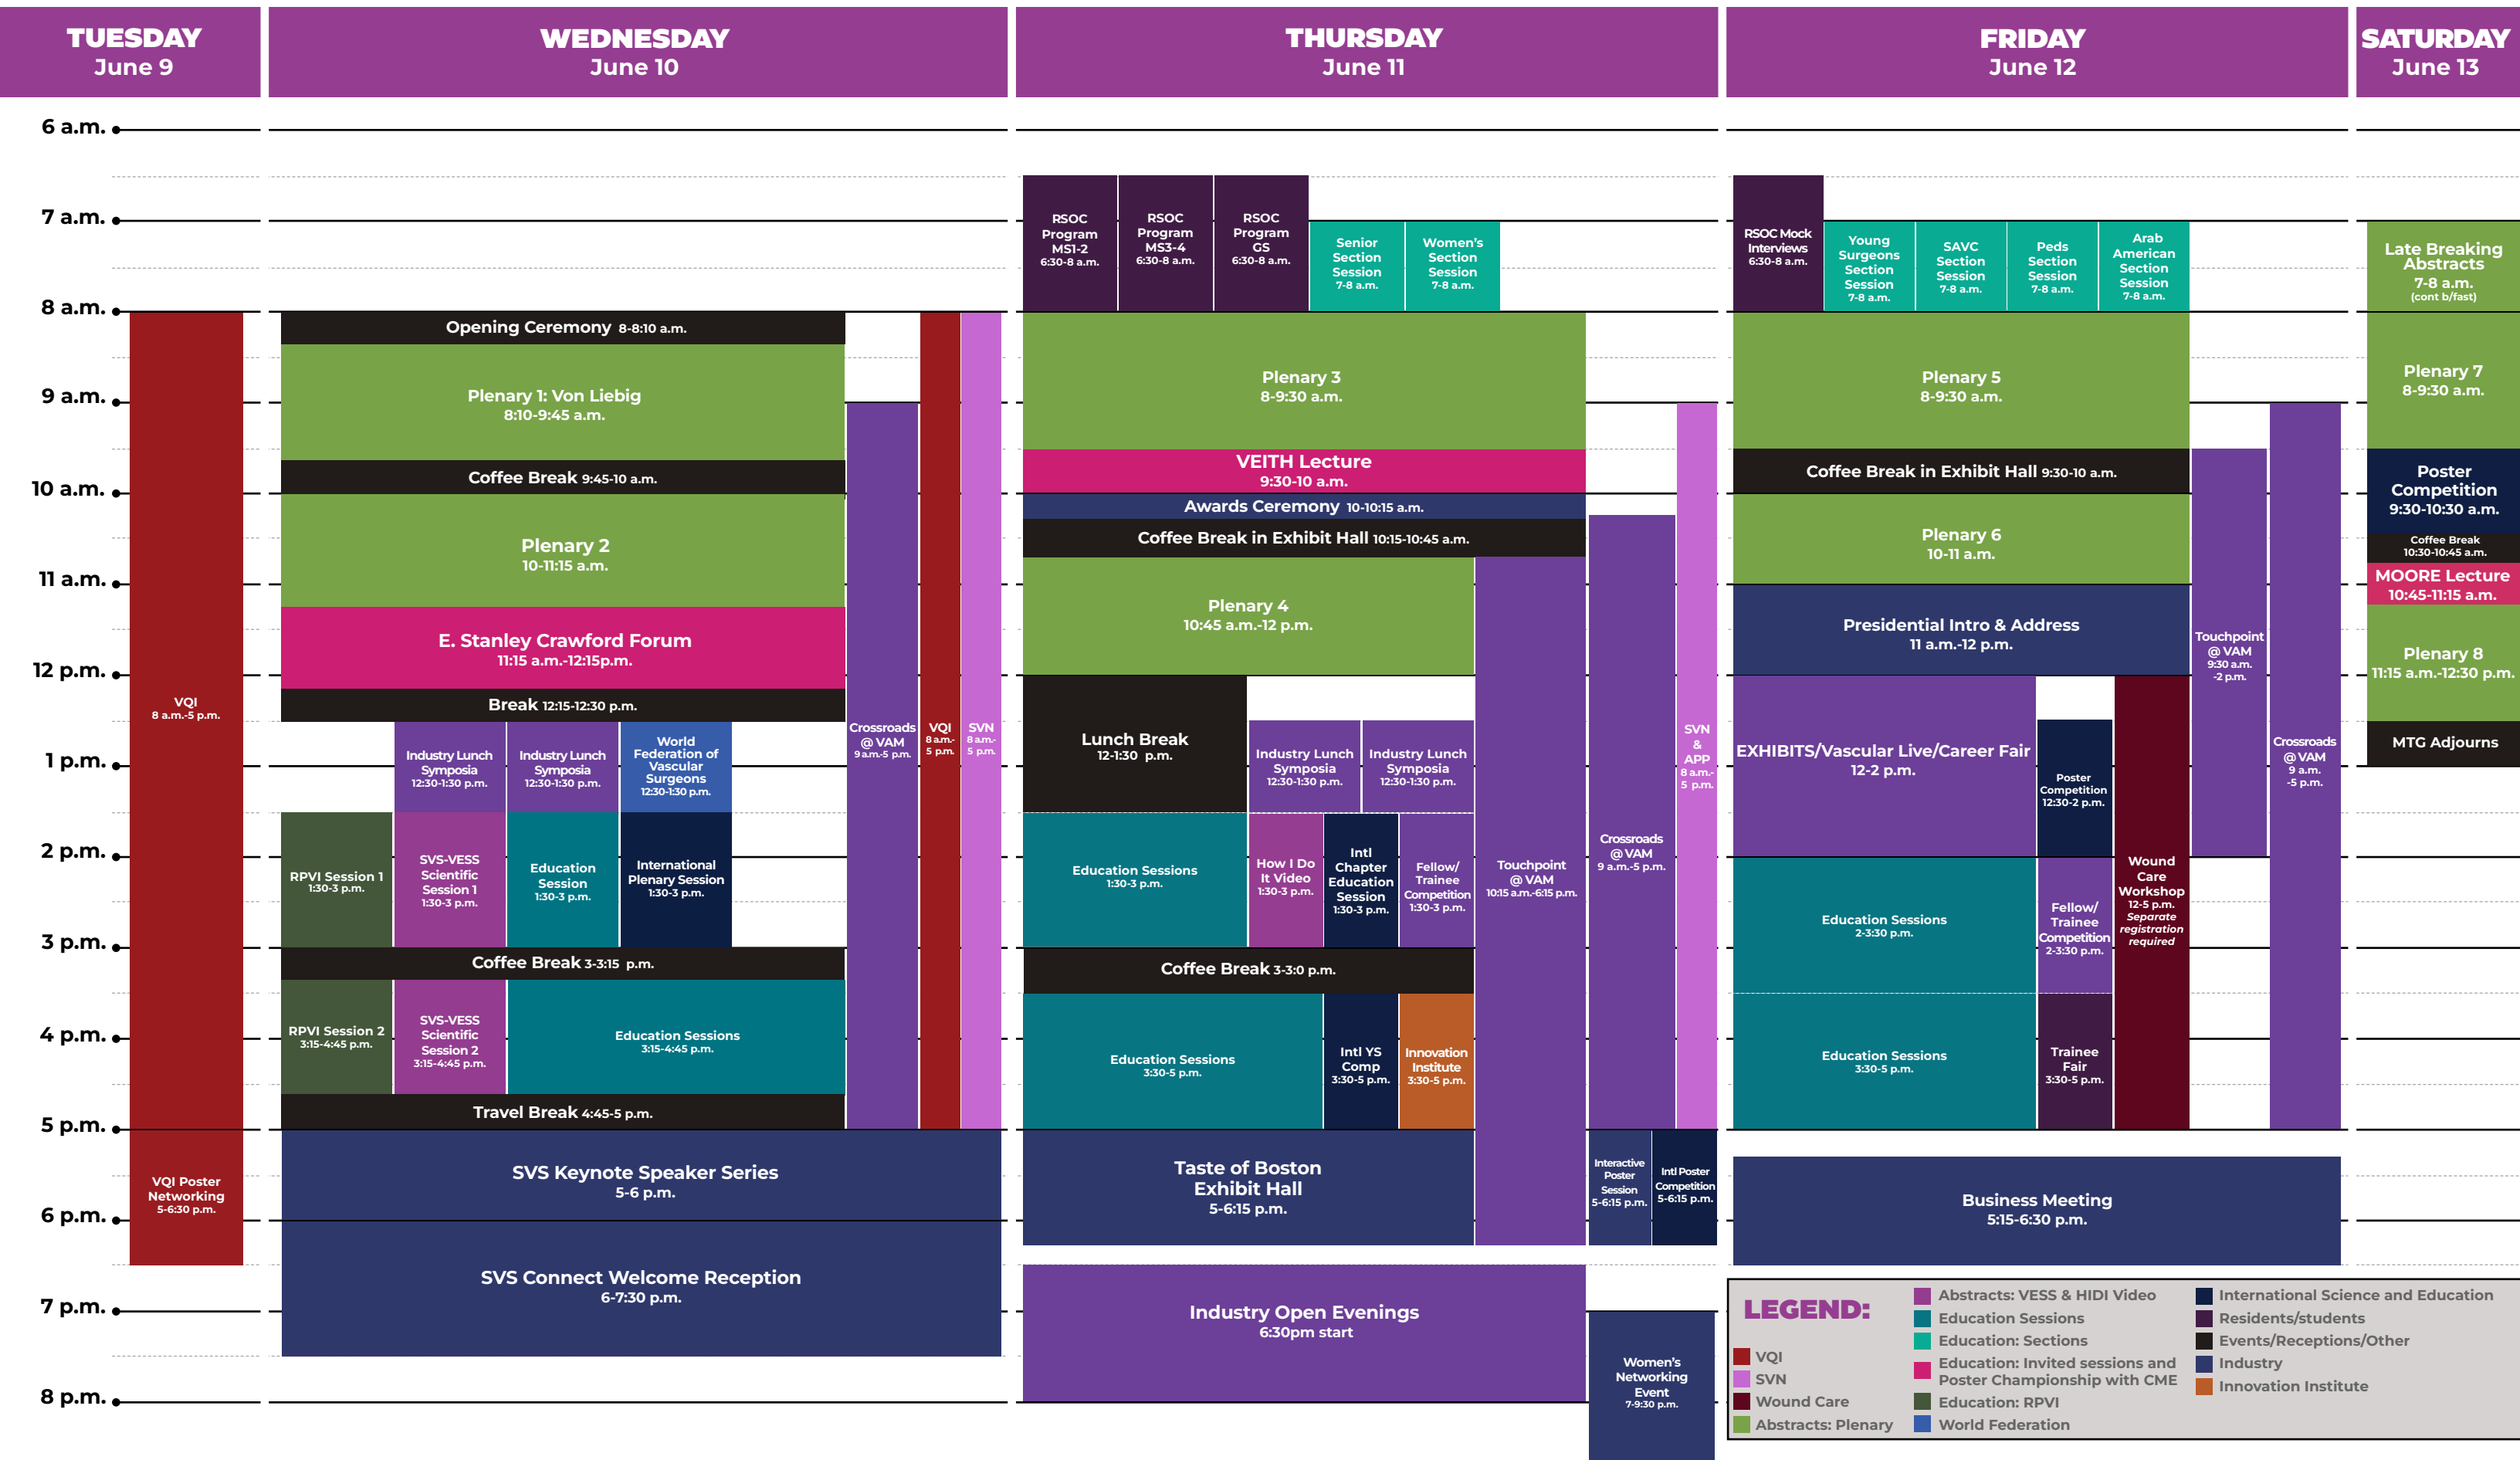 TUESDAY
June 9
WEDNESDAY
June 10
THURSDAY
June 11
FRIDAY
June 12
SATURDAY
June 13
6 a.m.
7 a.m.
8 a.m.
9 a.m.
10 a.m.
11 a.m.
12 p.m.
1 p.m.
2 p.m.
3 p.m.
4 p.m.
5 p.m.
6 p.m.
7 p.m.
8 p.m.
VQI
8 a.m.-5 p.m.
VQI Poster
Networking
5-6:30 p.m.
Opening Ceremony 8-8:10 a.m.
Plenary 1: Von Liebig
8:10-9:45 a.m.
Coffee Break 9:45-10 a.m.
Plenary 2
10-11:15 a.m.
E. Stanley Crawford Forum
11:15 a.m.-12:15p.m.
Break 12:15-12:30 p.m.
Industry Lunch
Symposia
12:30-1:30 p.m.
Industry Lunch
Symposia
12:30-1:30 p.m.
World
Federation of
Vascular
Surgeons
12:30-1:30 p.m.
RPVI Session 1
1:30-3 p.m.
SVS-VESS
Scientific
Session 1
1:30-3 p.m.
Education
Session
1:30-3 p.m.
International
Plenary Session
1:30-3 p.m.
Coffee Break 3-3:15 p.m.
RPVI Session 2
3:15-4:45 p.m.
SVS-VESS
Scientific
Session 2
3:15-4:45 p.m.
Education Sessions
3:15-4:45 p.m.
Travel Break 4:45-5 p.m.
Crossroads
@ VAM
9 a.m.-5 p.m.
VQI
8 a.m.-
5 p.m.
SVN
8 a.m.-
5 p.m.
SVS Keynote Speaker Series
5-6 p.m.
SVS Connect Welcome Reception
6-7:30 p.m.
RSOC
Program
MS1-2
6:30-8 a.m.
RSOC
Program
MS3-4
6:30-8 a.m.
RSOC
Program
GS
6:30-8 a.m.
Senior
Section
Session
7-8 a.m.
Women's
Section
Session
7-8 a.m.
Plenary 3
8-9:30 a.m.
VEITH Lecture
9:30-10 a.m.
Awards Ceremony 10-10:15 a.m.
Coffee Break in Exhibit Hall 10:15-10:45 a.m.
Plenary 4
10:45 a.m.-12 p.m.
Lunch Break
12-1:30 p.m.
Industry Lunch
Symposia
12:30-1:30 p.m.
Industry Lunch
Symposia
12:30-1:30 p.m.
Education Sessions
1:30-3 p.m.
How I Do
It Video
1:30-3 p.m.
Intl
Chapter
Education
Session
1:30-3 p.m.
Fellow/
Trainee
Competition
1:30-3 p.m.
Coffee Break 3-3:0 p.m.
Education Sessions
3:30-5 p.m.
Intl YS
Comp
3:30-5 p.m.
Innovation
Institute
3:30-5 p.m.
Touchpoint
@ VAM
10:15 a.m.-6:15 p.m.
Crossroads
@ VAM
9 a.m.-5 p.m.
SVN
&
APP
8 a.m.-
5 p.m.
Taste of Boston
Exhibit Hall
5-6:15 p.m.
Interactive
Poster
Session
5-6:15 p.m.
Intl Poster
Competition
5-6:15 p.m.
Industry Open Evenings
6:30pm start
Women's
Networking
Event
7-9:30 p.m.
RSOC Mock
Interviews
6:30-8 a.m.
Young
Surgeons
Section
Session
7-8 a.m.
SAVC
Section
Session
7-8 a.m.
Peds
Section
Session
7-8 a.m.
Arab
American
Section
Session
7-8 a.m.
Plenary 5
8-9:30 a.m.
Coffee Break in Exhibit Hall 9:30-10 a.m.
Plenary 6
10-11 a.m.
Presidential Intro & Address
11 a.m.-12 p.m.
EXHIBITS/Vascular Live/Career Fair
12-2 p.m.
Poster
Competition
12:30-2 p.m.
Wound
Care
Workshop
12-5 p.m.
Separate
registration
required
Touchpoint
@ VAM
9:30 a.m.
-2 p.m.
Crossroads
@ VAM
9 a.m.
-5 p.m.
Education Sessions
2-3:30 p.m.
Fellow/
Trainee
Competition
2-3:30 p.m.
Education Sessions
3:30-5 p.m.
Trainee
Fair
3:30-5 p.m.
Business Meeting
5:15-6:30 p.m.
Late Breaking
Abstracts
7-8 a.m.
(cont b/fast)
Plenary 7
8-9:30 a.m.
Poster
Competition
9:30-10:30 a.m.
Coffee Break
10:30-10:45 a.m.
MOORE Lecture
10:45-11:15 a.m.
Plenary 8
11:15 a.m.-12:30 p.m.
MTG Adjourns
LEGEND:
VQI
SVN
Wound Care
Abstracts: Plenary
Abstracts: VESS & HIDI Video
Education Sessions
Education: Sections
Education: Invited sessions and
Poster Championship with CME
Education: RPVI
World Federation
International Science and Education
Residents/students
Events/Receptions/Other
Industry
Innovation Institute